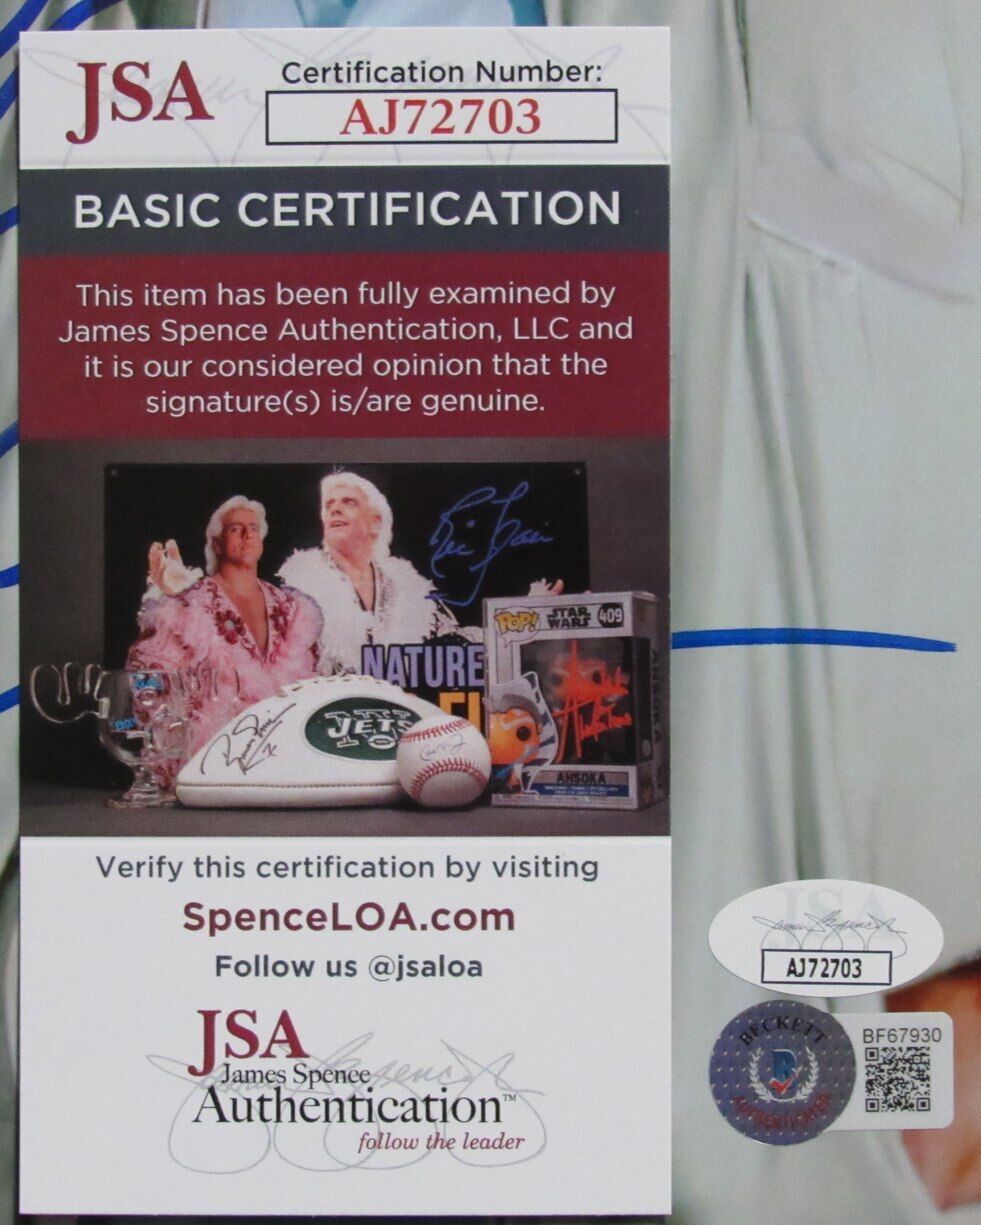 JSA
Certification Number:
AJ72703
BASIC CERTIFICATION
This item has been fully examined by
James Spence Authentication, LLC and
it is our considered opinion that the
signature(s) is/are genuine.
Ric Flair
NATURE
POP!
STAR
WARS
409
JETS
AHSOKA
Verify this certification by visiting
SpenceLOA.com
Follow us @jsaloa
JSA
James Spence
Authentication™
follow the leader
JSA
AJ72703
BECKETT
B
AUTHENTICATED
BF67930